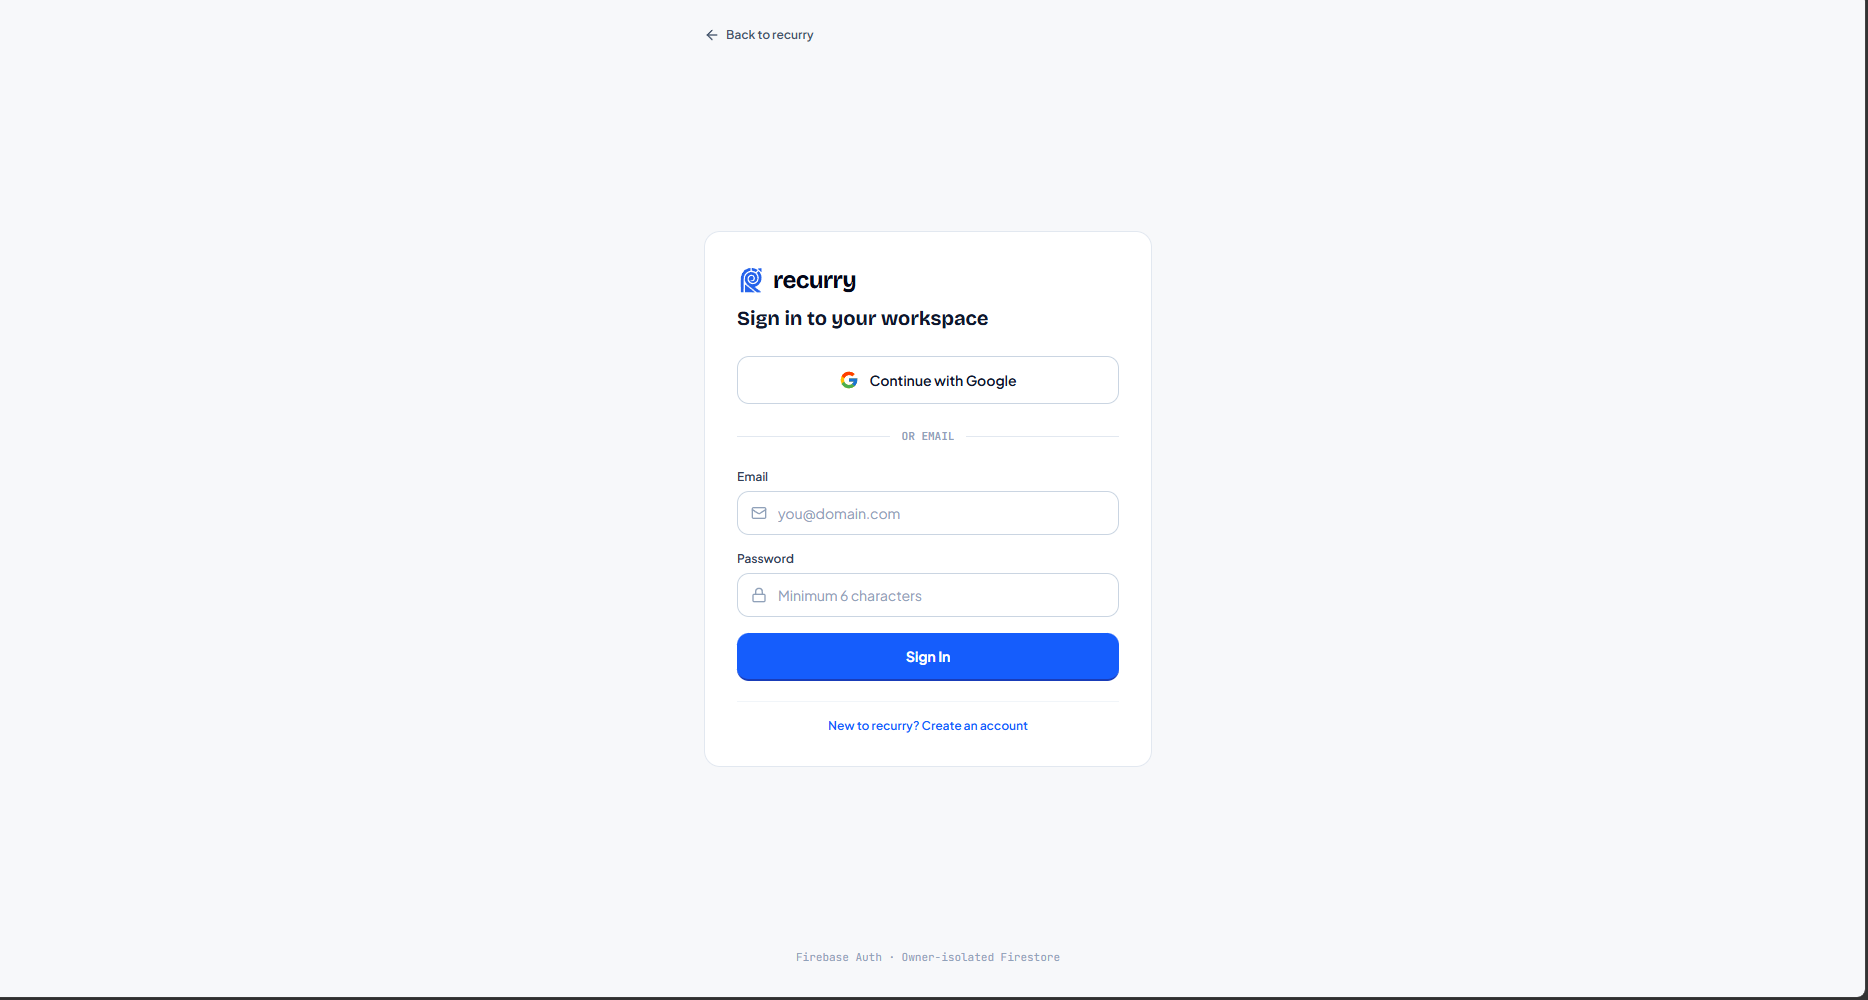 Back to recurry
recurry
Sign in to your workspace
Continue with Google
OR EMAIL
Email
you@domain.com
Password
Minimum 6 characters
Sign In
New to recurry? Create an account
Firebase Auth · Owner-isolated Firestore